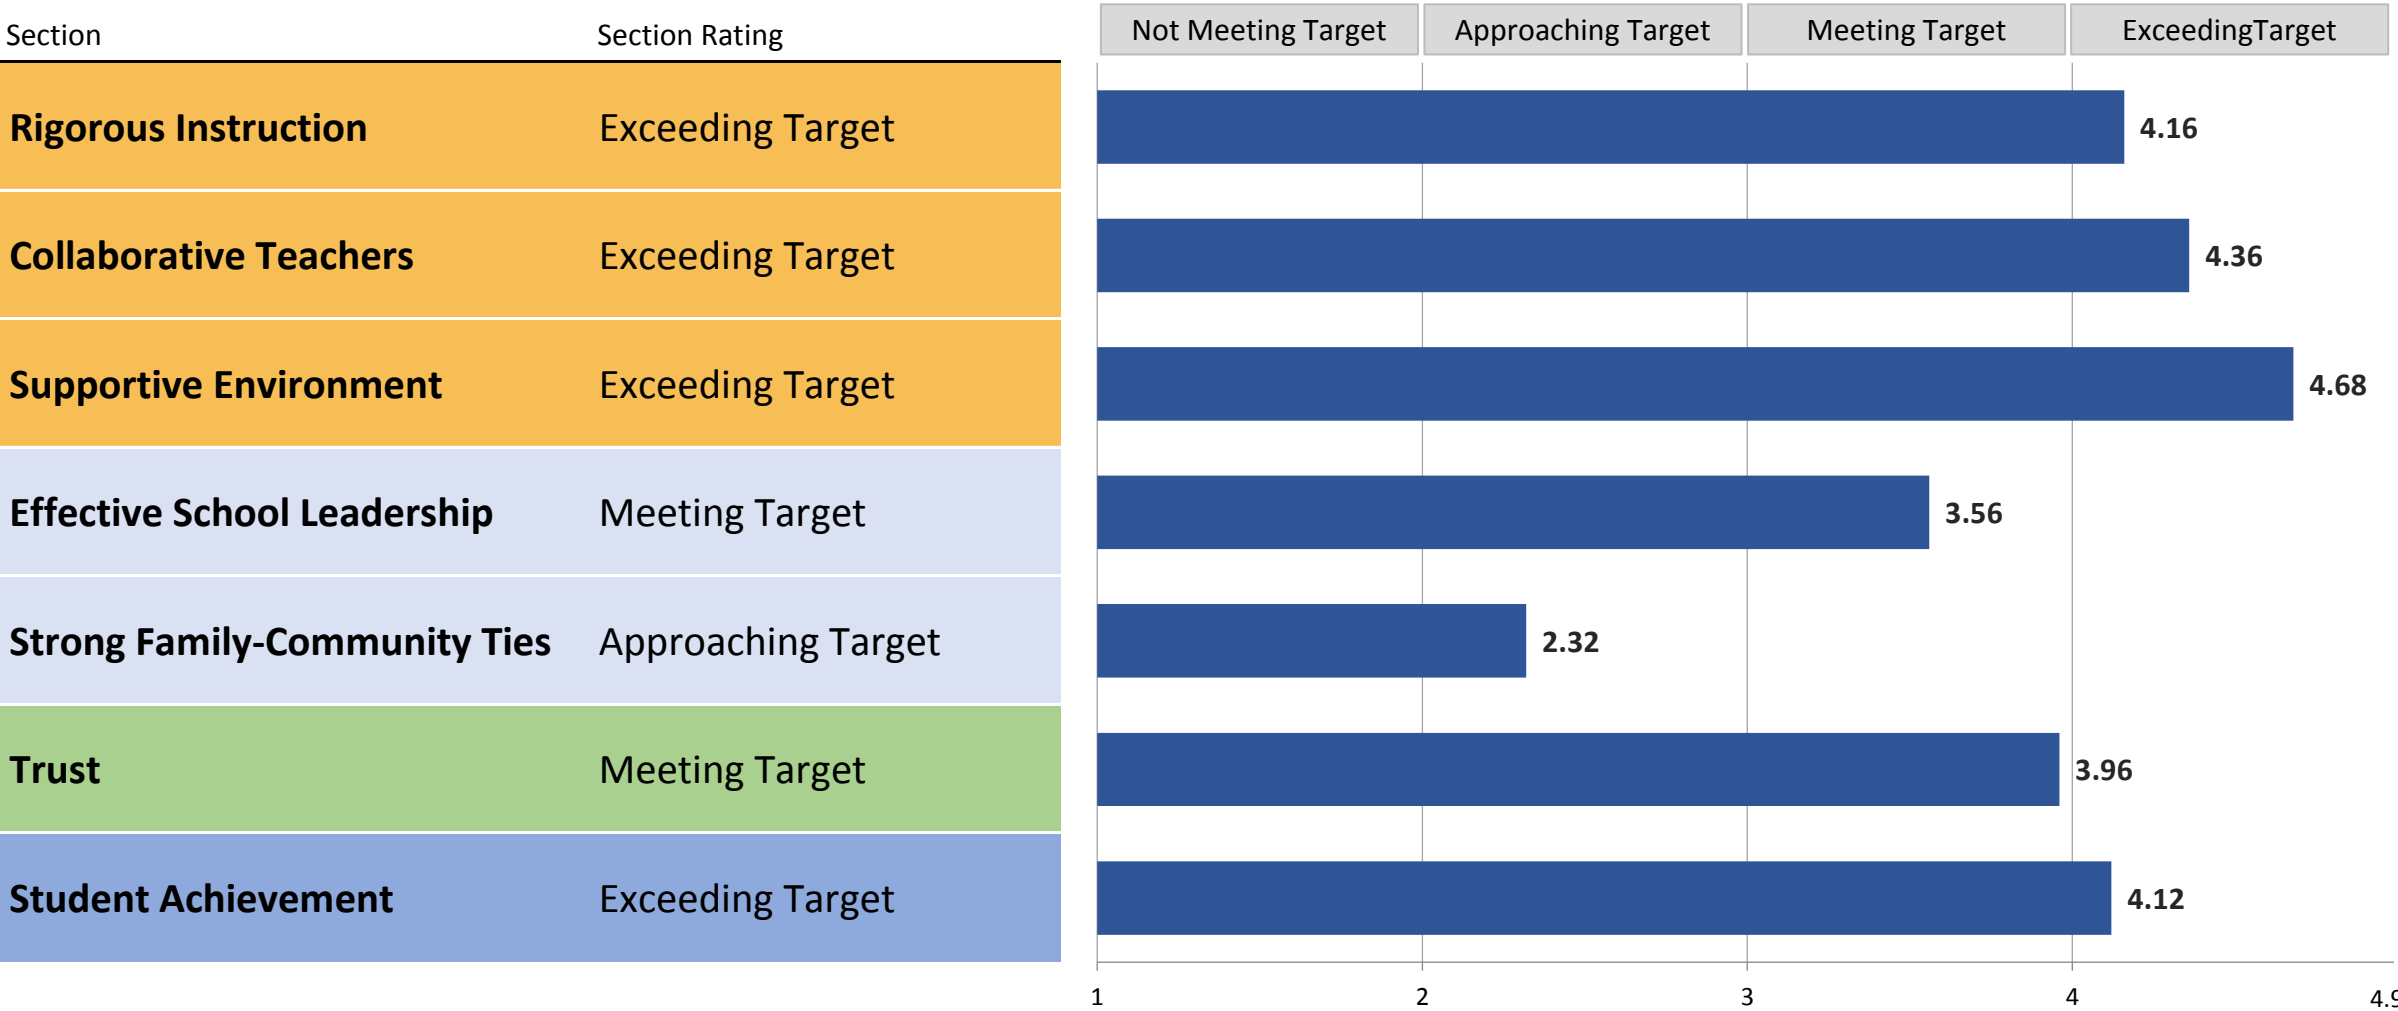 Section Section Rating Not Meeting Target Approaching Target Meeting Target ExceedingTarget
Rigorous Instruction Exceeding Target 4.16
Collaborative Teachers Exceeding Target 4.36
Supportive Environment Exceeding Target 4.68
Effective School Leadership Meeting Target 3.56
Strong Family-Community Ties Approaching Target 2.32
Trust Meeting Target 3.96
Student Achievement Exceeding Target 4.12
1 2 3 4